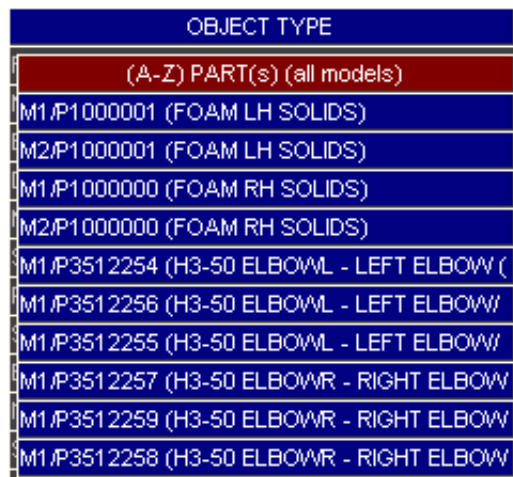 OBJECT TYPE
(A-Z) PART(s) (all models)
M1/P1000001 (FOAM LH SOLIDS)
M2/P1000001 (FOAM LH SOLIDS)
M1/P1000000 (FOAM RH SOLIDS)
M2/P1000000 (FOAM RH SOLIDS)
M1/P3512254 (H3-50 ELBOWL - LEFT ELBOW (
M1/P3512256 (H3-50 ELBOWL - LEFT ELBOW/
M1/P3512255 (H3-50 ELBOWL - LEFT ELBOW/
M1/P3512257 (H3-50 ELBOWR - RIGHT ELBOW
M1/P3512259 (H3-50 ELBOWR - RIGHT ELBOW
M1/P3512258 (H3-50 ELBOWR - RIGHT ELBOW